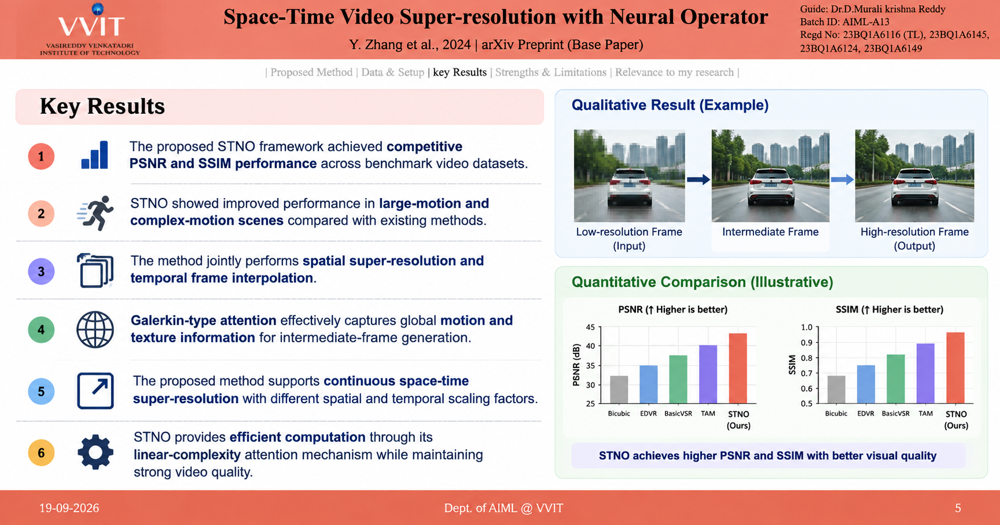 VVIT
VASIREDDY VENKATADRI
INSTITUTE OF TECHNOLOGY
Space-Time Video Super-resolution with Neural Operator
Y. Zhang et al., 2024 | arXiv Preprint (Base Paper)
Guide: Dr.D.Murali krishna Reddy
Batch ID: AIML-A13
Regd No: 23BQ1A6116 (TL), 23BQ1A6145,
23BQ1A6124, 23BQ1A6149
| Proposed Method | Data & Setup | key Results | Strengths & Limitations | Relevance to my research |
Key Results
1
The proposed STNO framework achieved competitive
PSNR and SSIM performance across benchmark video datasets.
2
STNO showed improved performance in large-motion and
complex-motion scenes compared with existing methods.
3
The method jointly performs spatial super-resolution and
temporal frame interpolation.
4
Galerkin-type attention effectively captures global motion and
texture information for intermediate-frame generation.
5
The proposed method supports continuous space-time
super-resolution with different spatial and temporal scaling factors.
6
STNO provides efficient computation through its
linear-complexity attention mechanism while maintaining
strong video quality.
Qualitative Result (Example)
Low-resolution Frame
(Input)
Intermediate Frame
High-resolution Frame
(Output)
Quantitative Comparison (Illustrative)
PSNR (↑ Higher is better)
PSNR (dB)
45
40
35
30
25
Bicubic EDVR BasicVSR TAM STNO
(Ours)
SSIM (↑ Higher is better)
SSIM
1.0
0.9
0.8
0.7
0.6
0.5
Bicubic EDVR BasicVSR TAM STNO
(Ours)
STNO achieves higher PSNR and SSIM with better visual quality
19-09-2026
Dept. of AIML @ VVIT
5